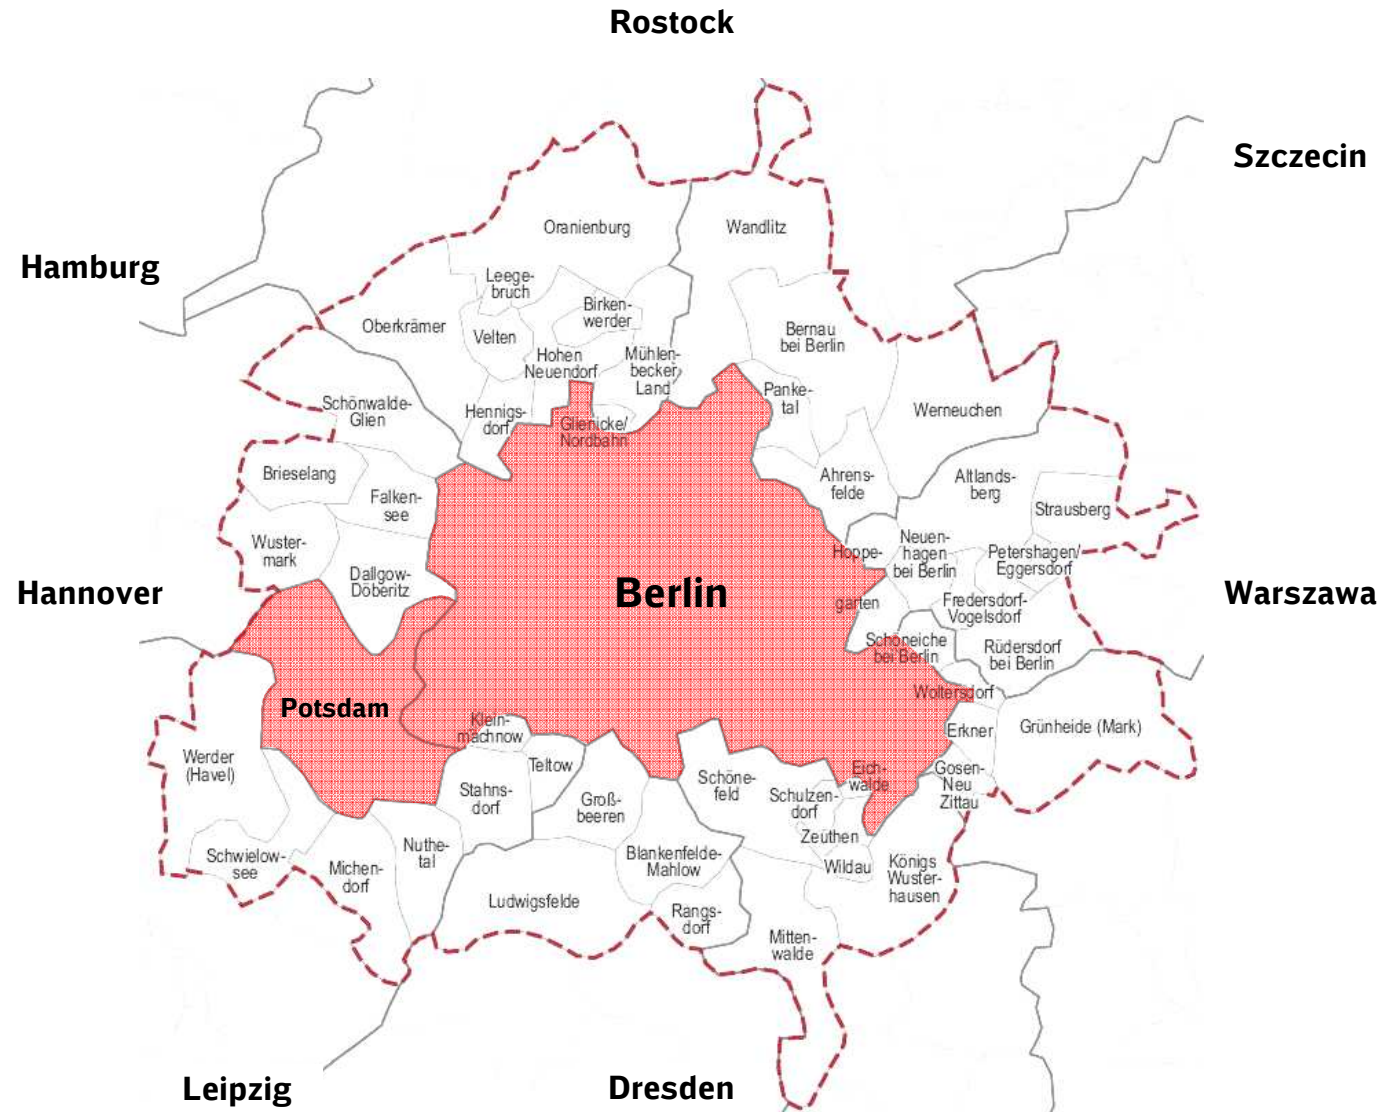 Rostock
Szczecin
Hamburg
Oranienburg
Wandlitz
Leege-
bruch
Birken-
werder
Oberkrämer
Velten
Bernau
bei Berlin
Hohen
Neuendorf
Mühlen-
becker
Land
Panke-
tal
Schönwalde-
Glien
Hennigs-
dorf
Glienicke/
Nordbahn
Werneuchen
Brieselang
Falken-
see
Ahrens-
felde
Altlands-
berg
Strausberg
Wuster-
mark
Dallgow-
Döberitz
Hoppe-
garten
Neuen-
hagen
bei Berlin
Petershagen/
Eggersdorf
Hannover
Berlin
Fredersdorf-
Vogelsdorf
Warszawa
Schöneiche
bei Berlin
Rüdersdorf
bei Berlin
Woltersdorf
Potsdam
Klein-
machnow
Erkner
Grünheide (Mark)
Werder
(Havel)
Teltow
Stahns-
dorf
Groß-
beeren
Schöne-
feld
Schulzen-
dorf
Eich-
walde
Gosen-
Neu
Zittau
Zeuthen
Wildau
Schwielow-
see
Michen-
dorf
Nuthe-
tal
Blankenfelde-
Mahlow
Königs
Wuster-
hausen
Ludwigsfelde
Rangs-
dorf
Mitten-
walde
Leipzig
Dresden